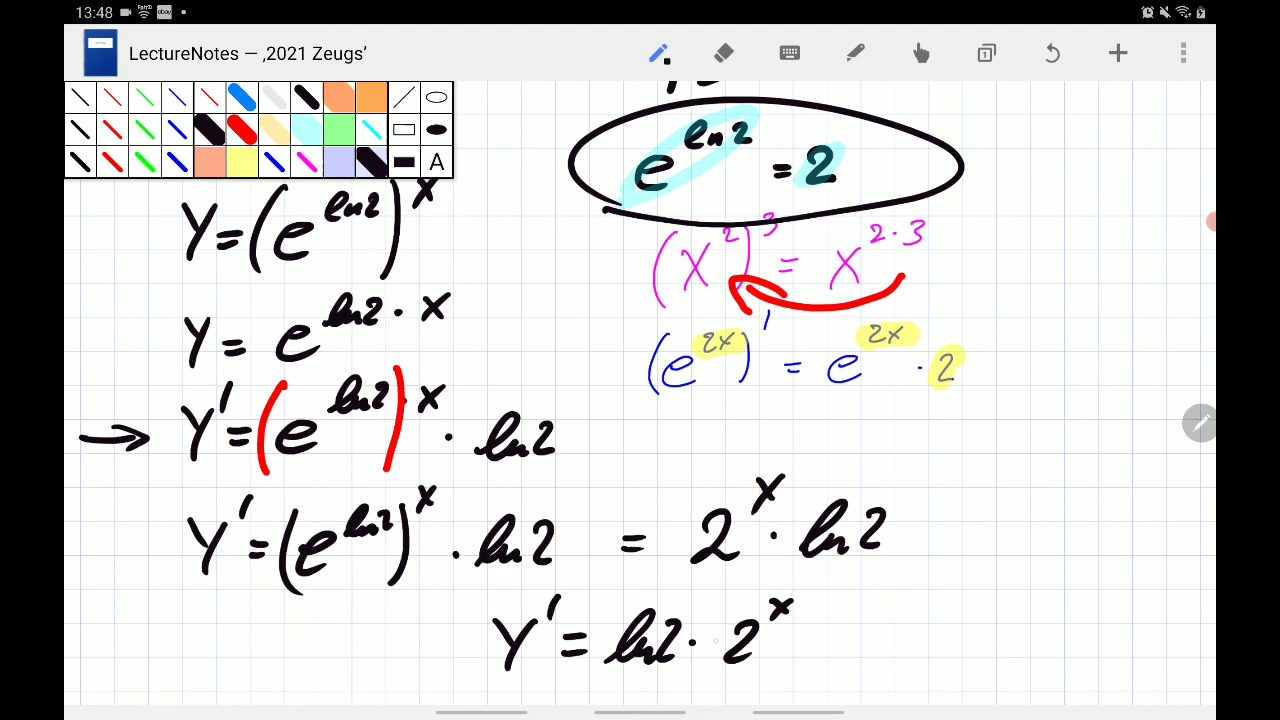 13:48
LectureNotes — ‚2021 Zeugs’
A
e^{ln2} = 2
Y=(e^{ln2})^x
(x^2)^3 = x^{2·3}
Y= e^{ln2·x}
(e^{2x})' = e^{2x} · 2
→ Y'=(e^{ln2})^{·x} · ln2
Y'=(e^{ln2})^x · ln2 = 2^x · ln2
Y'= ln2 · 2^x